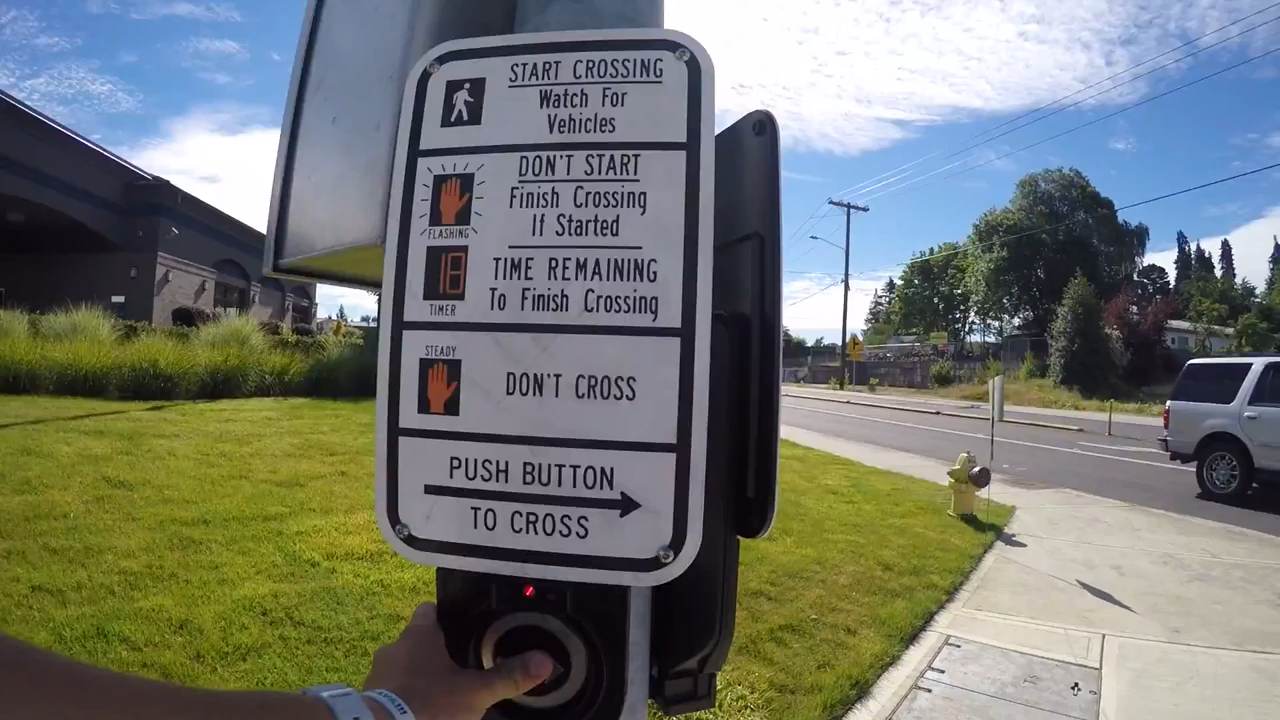 START CROSSING
Watch For
Vehicles
DON'T START
Finish Crossing
If Started
FLASHING
18
TIME REMAINING
To Finish Crossing
TIMER
STEADY
DON'T CROSS
PUSH BUTTON
TO CROSS